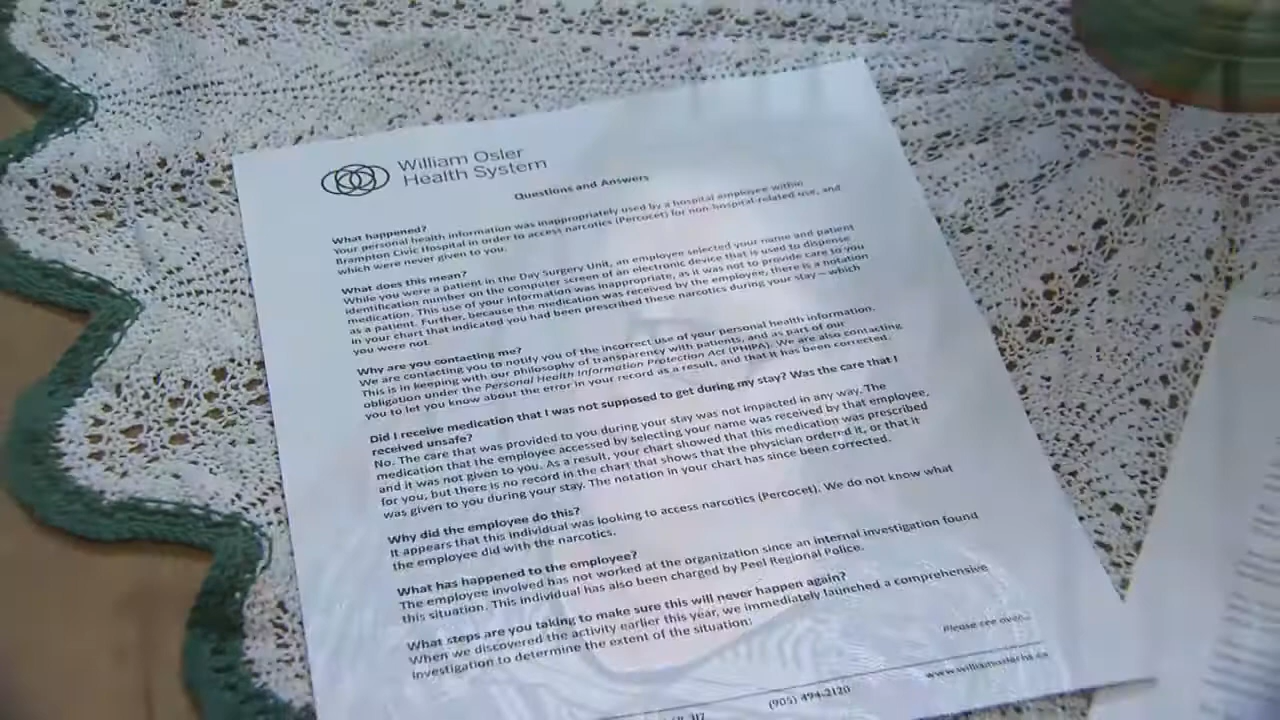 William Osler
Health System
Questions and Answers
What happened?
Your personal health information was inappropriately used by a hospital employee within
Brampton Civic Hospital in order to access narcotics (Percocet) for non-hospital-related use, and
which were never given to you.
What does this mean?
While you were a patient in the Day Surgery Unit, an employee selected your name and patient
identification number on the computer screen of an electronic device that is used to dispense
medication. This use of your information was inappropriate, as it was not to provide care to you
as a patient. Further, because the medication was received by the employee, there is a notation
in your chart that indicated you had been prescribed these narcotics during your stay – which
you were not.
Why are you contacting me?
We are contacting you to notify you of the incorrect use of your personal health information.
This is in keeping with our philosophy of transparency with patients, and as part of our
obligation under the Personal Health Information Protection Act (PHIPA). We are also contacting
you to let you know about the error in your record as a result, and that it has been corrected.
Did I receive medication that I was not supposed to get during my stay? Was the care that I
received unsafe?
No. The care that was provided to you during your stay was not impacted in any way. The
medication that the employee accessed by selecting your name was received by that employee,
and it was not given to you. As a result, your chart showed that this medication was prescribed
for you, but there is no record in the chart that shows that the physician ordered it, or that it
was given to you during your stay. The notation in your chart has since been corrected.
Why did the employee do this?
It appears that this individual was looking to access narcotics (Percocet). We do not know what
the employee did with the narcotics.
What has happened to the employee?
The employee involved has not worked at the organization since an internal investigation found
this situation. This individual has also been charged by Peel Regional Police.
What steps are you taking to make sure this will never happen again?
When we discovered the activity earlier this year, we immediately launched a comprehensive
investigation to determine the extent of the situation:
Please see over...
(905) 494-2120
www.williamoslerhs.ca